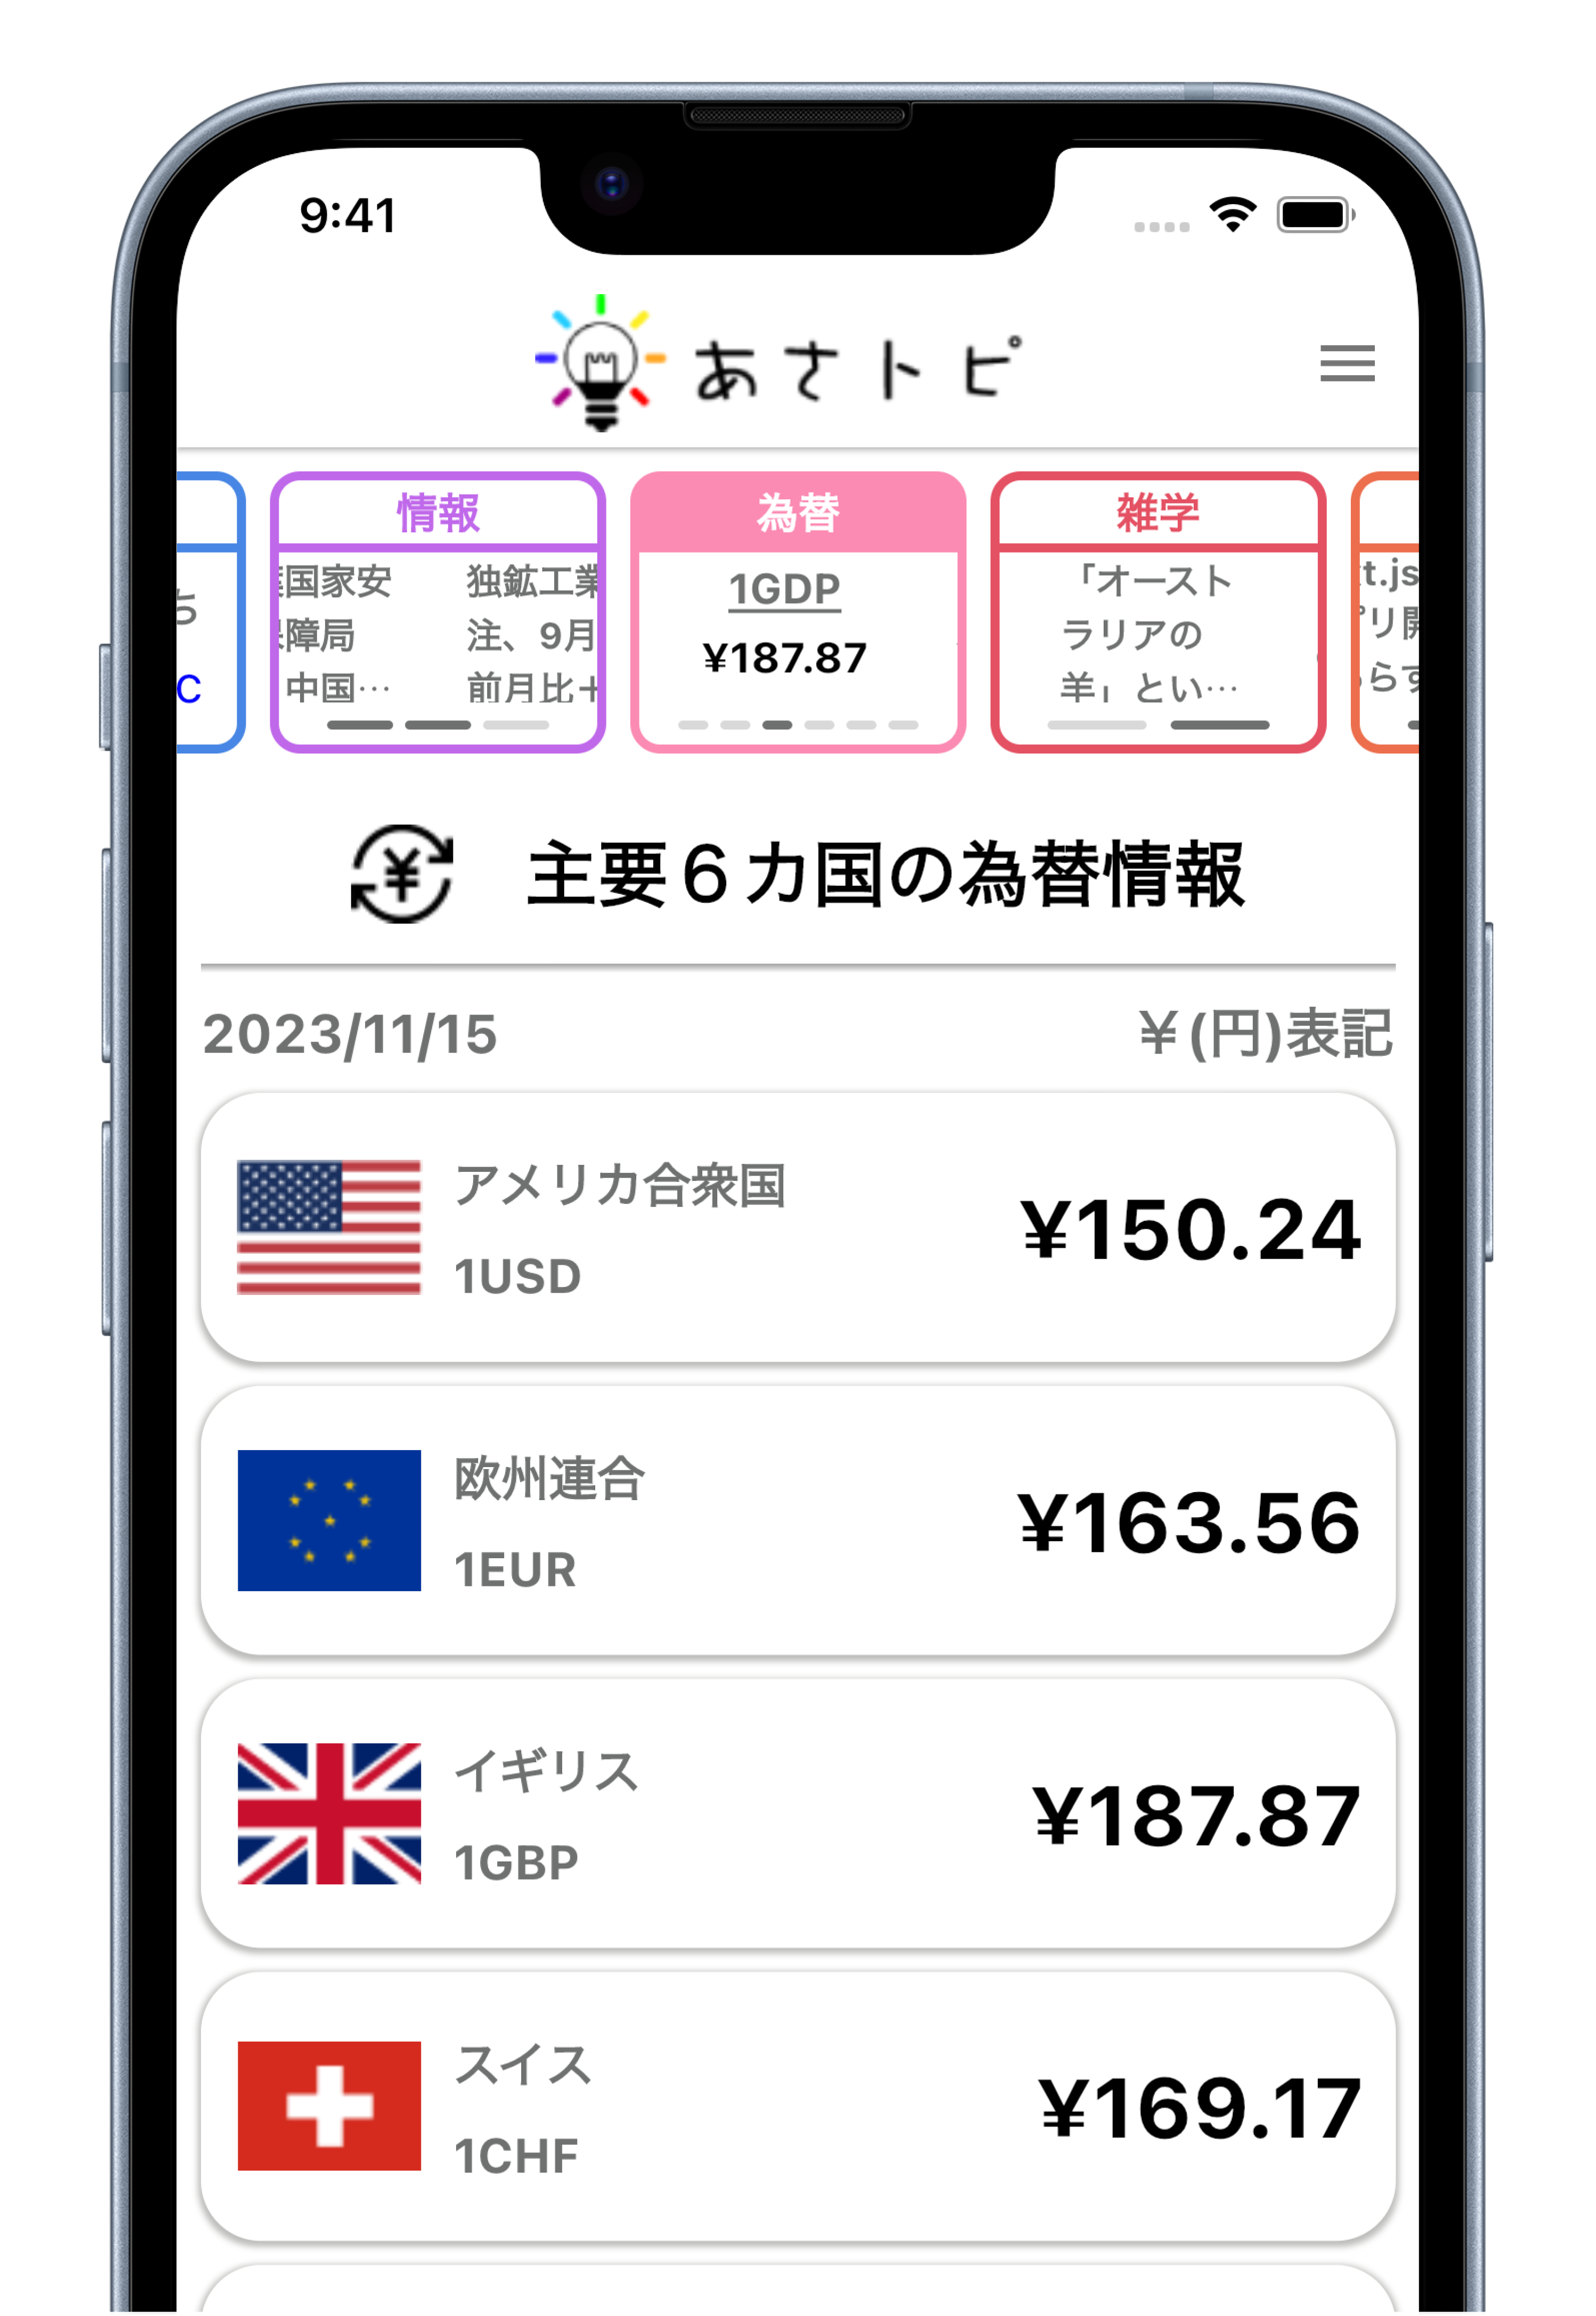 9:41
あさトピ
情報
為替
雑学
ち
C
国家安
障局
中国…
独鉱工業
注、9月
前月比+
1GDP
¥187.87
「オースト
ラリアの
羊」とい…
t.js
リ開
らす
主要6カ国の為替情報
2023/11/15
￥(円)表記
アメリカ合衆国
1USD
¥150.24
欧州連合
1EUR
¥163.56
イギリス
1GBP
¥187.87
スイス
1CHF
¥169.17